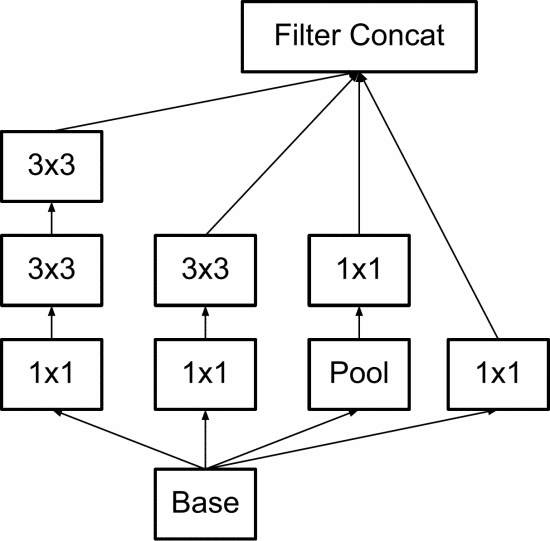 Filter Concat
3x3
3x3
3x3
1x1
1x1
1x1
Pool
1x1
Base